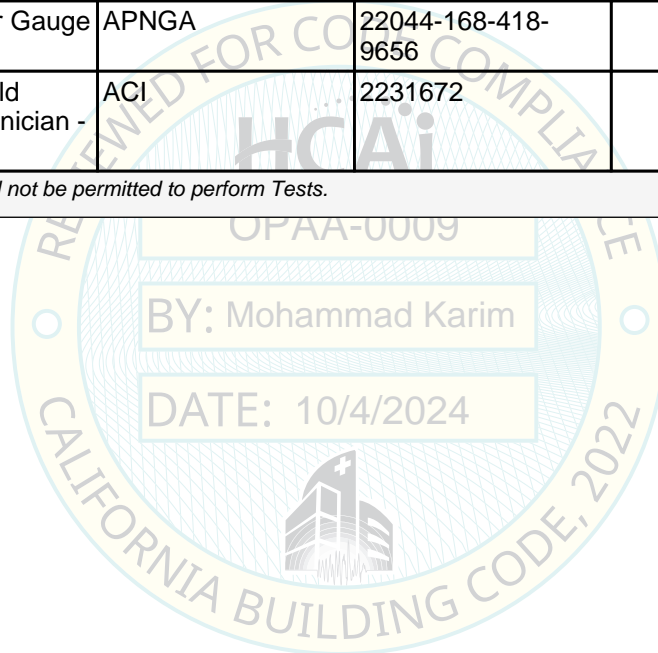 r Gauge APNGA 22044-168-418-
9656
ld ACI 2231672
nician -
l not be permitted to perform Tests.
REVIEWED FOR CODE COMPLIANCE
HCAi
OPAA-0009
BY: Mohammad Karim
DATE: 10/4/2024
CALIFORNIA BUILDING CODE, 2022